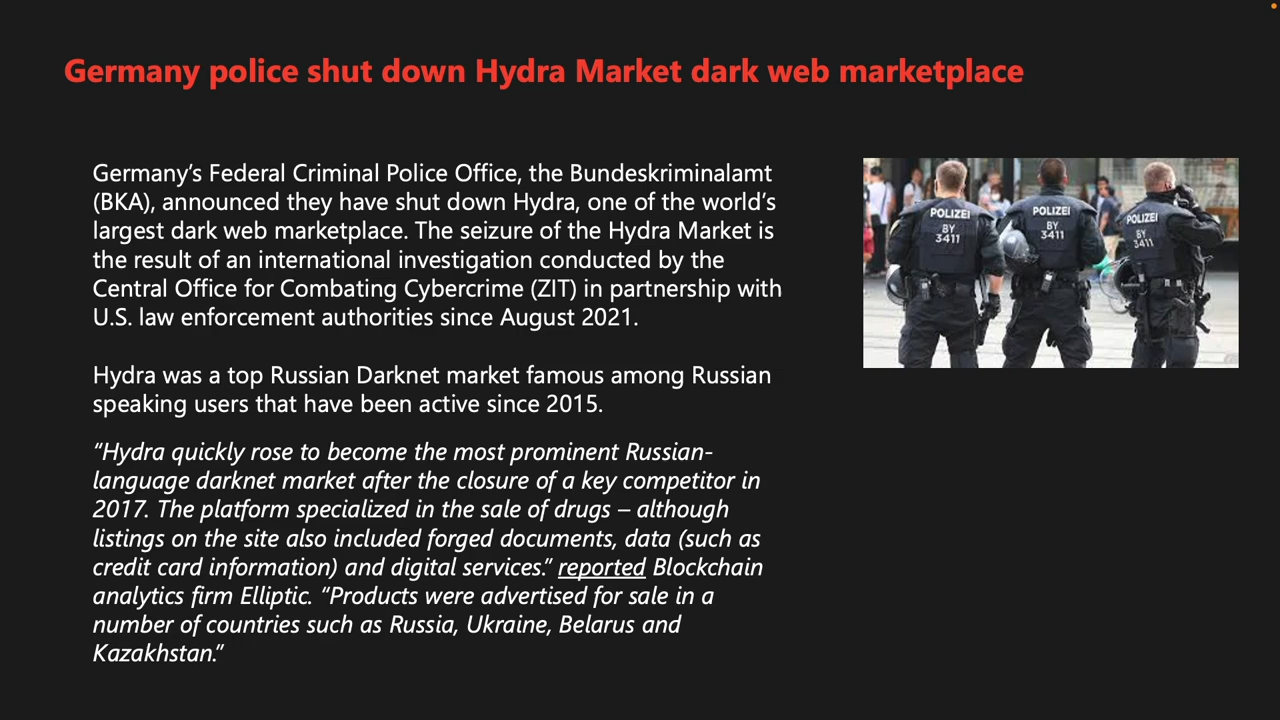 Germany police shut down Hydra Market dark web marketplace
Germany’s Federal Criminal Police Office, the Bundeskriminalamt
(BKA), announced they have shut down Hydra, one of the world’s
largest dark web marketplace. The seizure of the Hydra Market is
the result of an international investigation conducted by the
Central Office for Combating Cybercrime (ZIT) in partnership with
U.S. law enforcement authorities since August 2021.
Hydra was a top Russian Darknet market famous among Russian
speaking users that have been active since 2015.
“Hydra quickly rose to become the most prominent Russian-
language darknet market after the closure of a key competitor in
2017. The platform specialized in the sale of drugs – although
listings on the site also included forged documents, data (such as
credit card information) and digital services.” reported Blockchain
analytics firm Elliptic. “Products were advertised for sale in a
number of countries such as Russia, Ukraine, Belarus and
Kazakhstan.”
POLIZEI
BY
3411
POLIZEI
BY
3411
POLIZEI
BY
3411